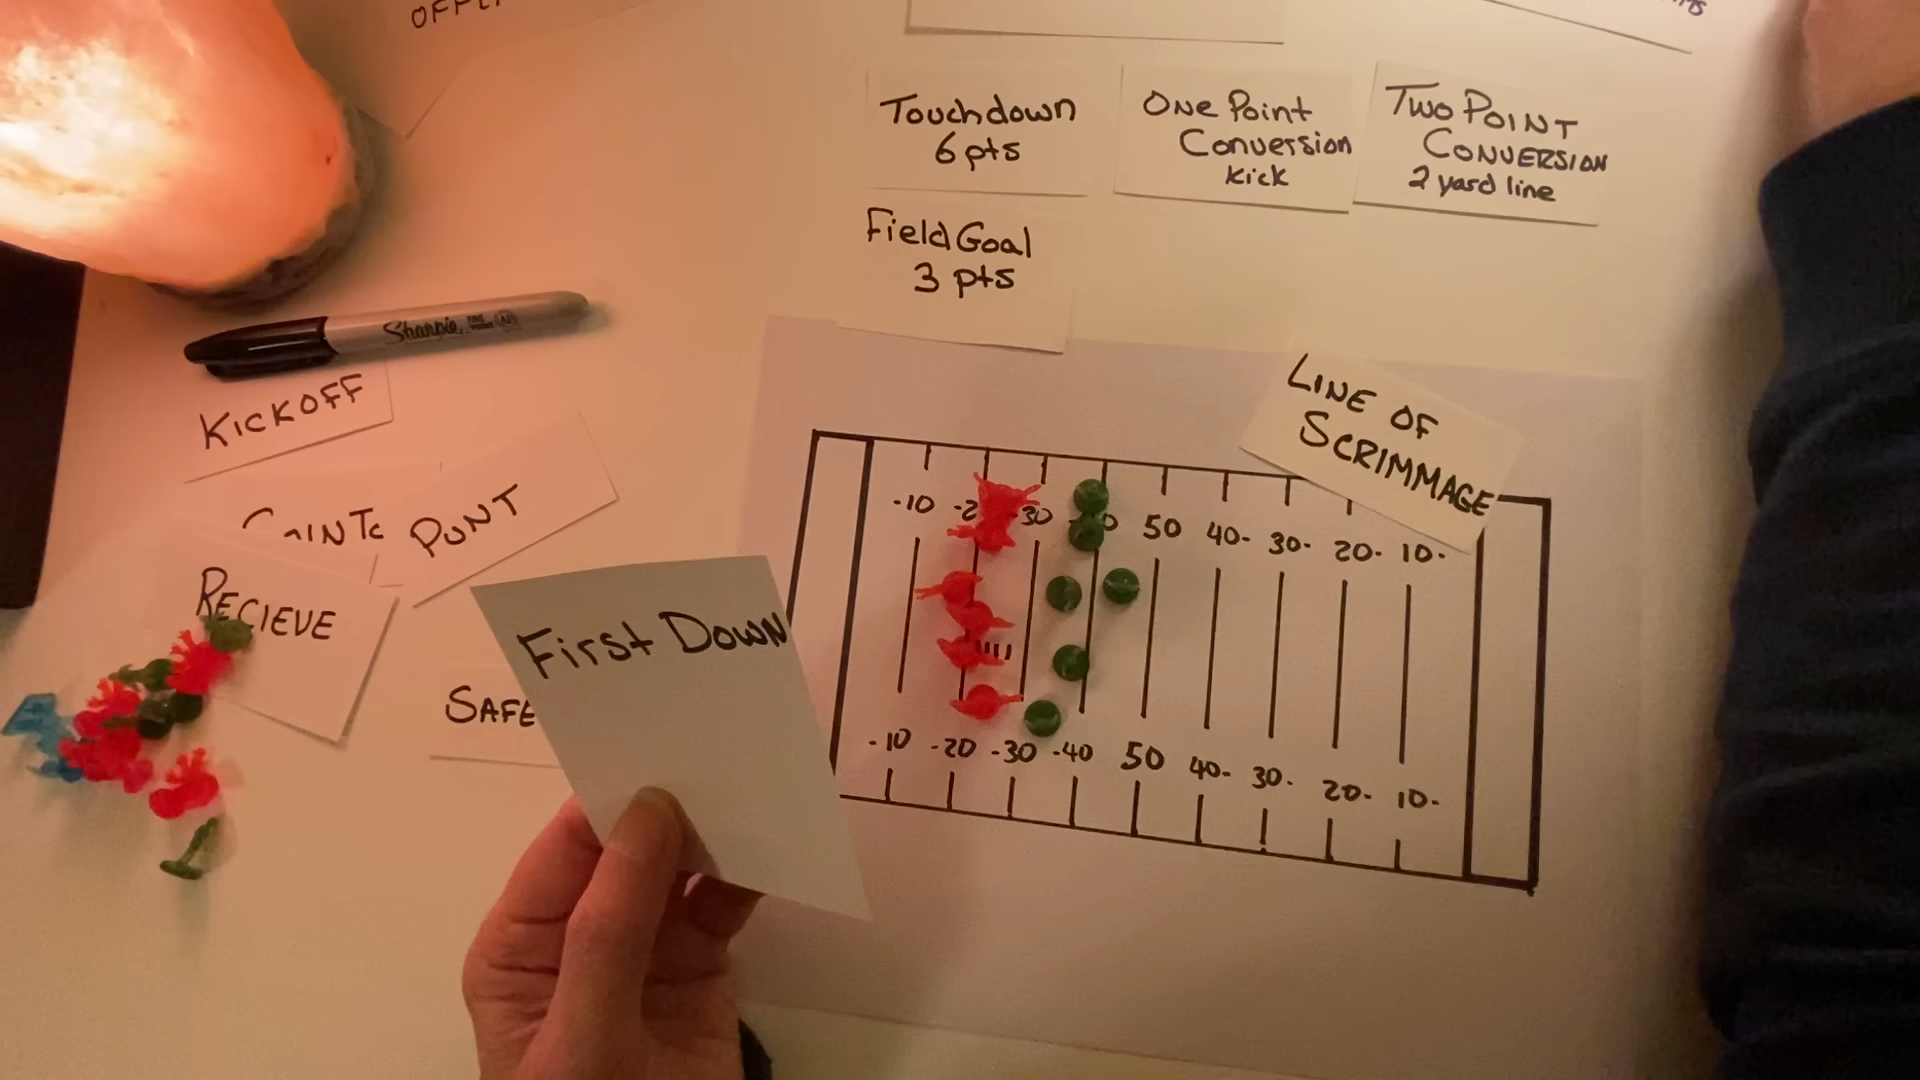 Touchdown
6 pts
One Point
Conversion
kick
Two Point
Conversion
2 yard line
Field Goal
3 pts
Sharpie
KICKOFF
PUNT
RECIEVE
First Down
LINE OF
SCRIMMAGE
-10 30 50 40- 30- 20- 10-
-10 -20 -30 -40 50 40- 30- 20- 10-